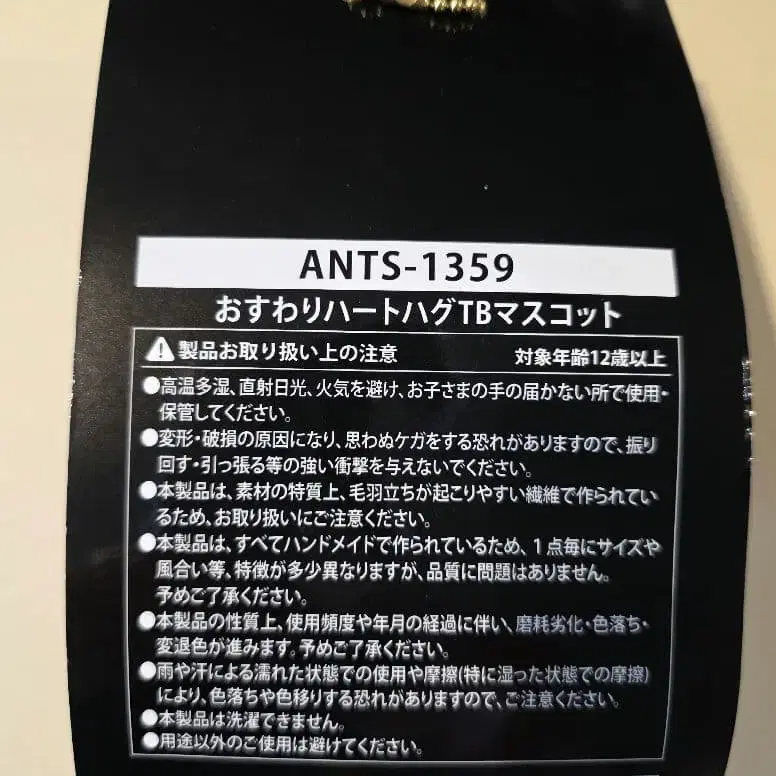 ANTS-1359
おすわりハートハグTBマスコット
製品お取り扱い上の注意 対象年齢12歳以上
●高温多湿、直射日光、火気を避け、お子さまの手の届かない所で使用・
保管してください。
●変形・破損の原因になり、思わぬケガをする恐れがありますので、振り
回す・引っ張る等の強い衝撃を与えないでください。
●本製品は、素材の特質上、毛羽立ちが起こりやすい繊維で作られてい
るため、お取り扱いにご注意ください。
●本製品は、すべてハンドメイドで作られているため、1点毎にサイズや
風合い等、特徴が多少異なりますが、品質に問題はありません。
予めご了承ください。
●本製品の性質上、使用頻度や年月の経過に伴い、磨耗劣化・色落ち・
変退色が進みます。予めご了承ください。
●雨や汗による濡れた状態での使用や摩擦(特に湿った状態での摩擦)
により、色落ちや色移りする恐れがありますので、ご注意ください。
●本製品は洗濯できません。
●用途以外のご使用は避けてください。